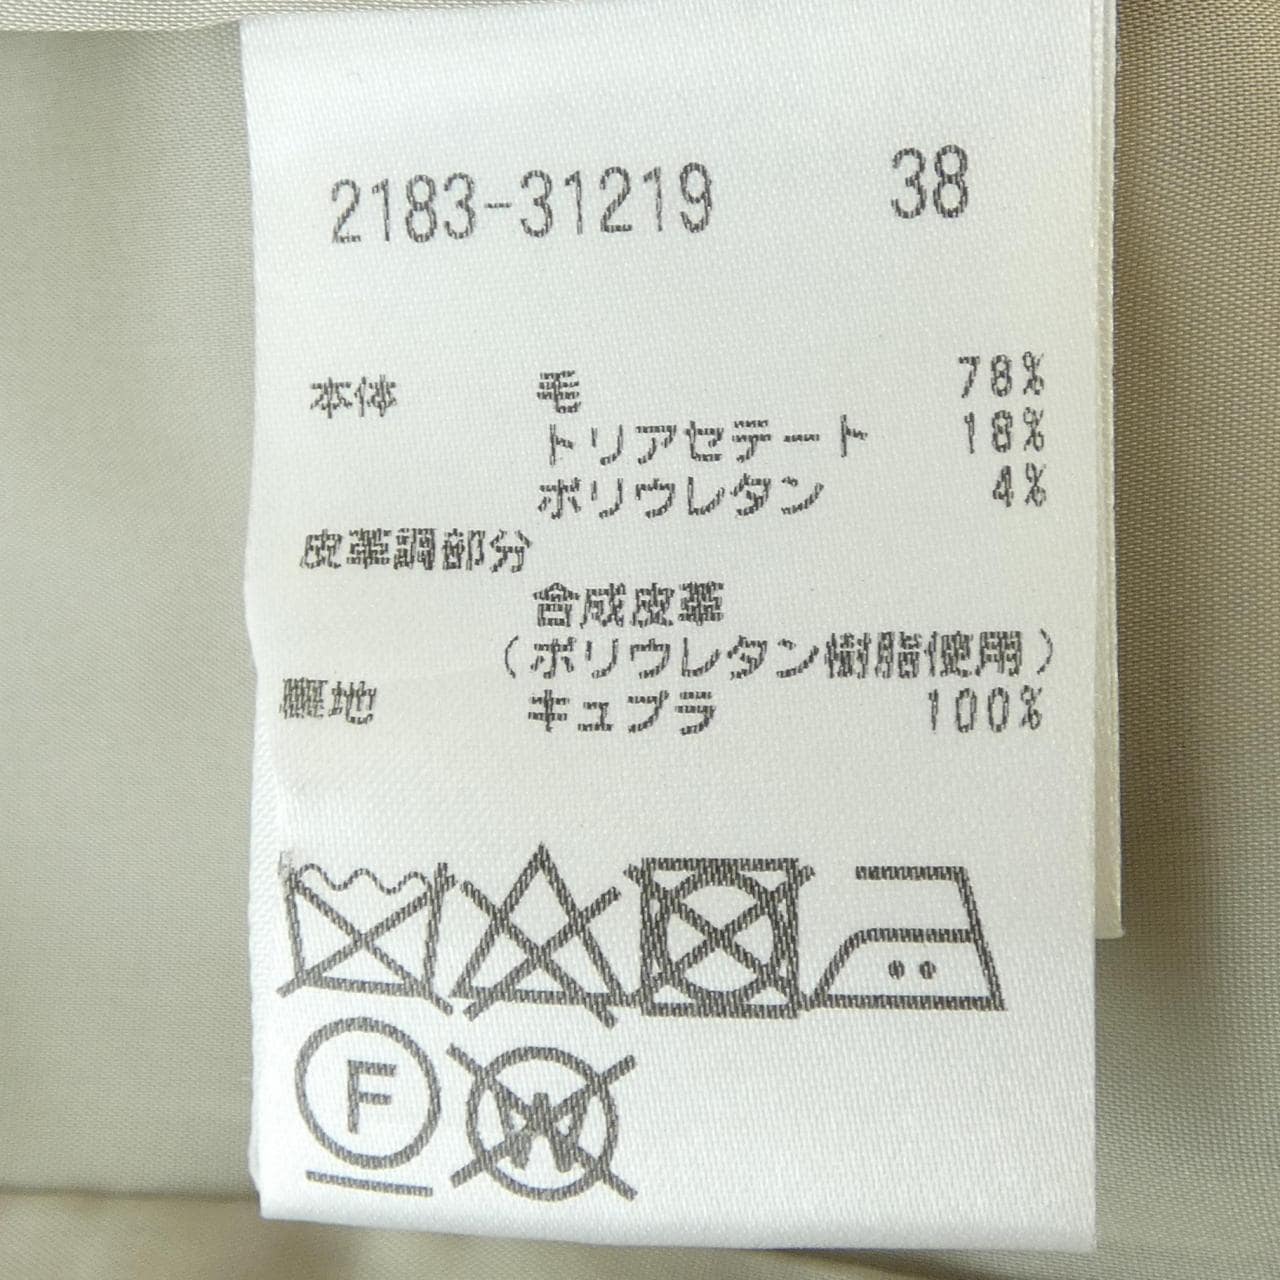 2183-31219 38
本体 毛 78%
トリアセテート 18%
ポリウレタン 4%
皮革調部分
合成皮革
(ポリウレタン樹脂使用)
裏地 キュプラ 100%
F
W